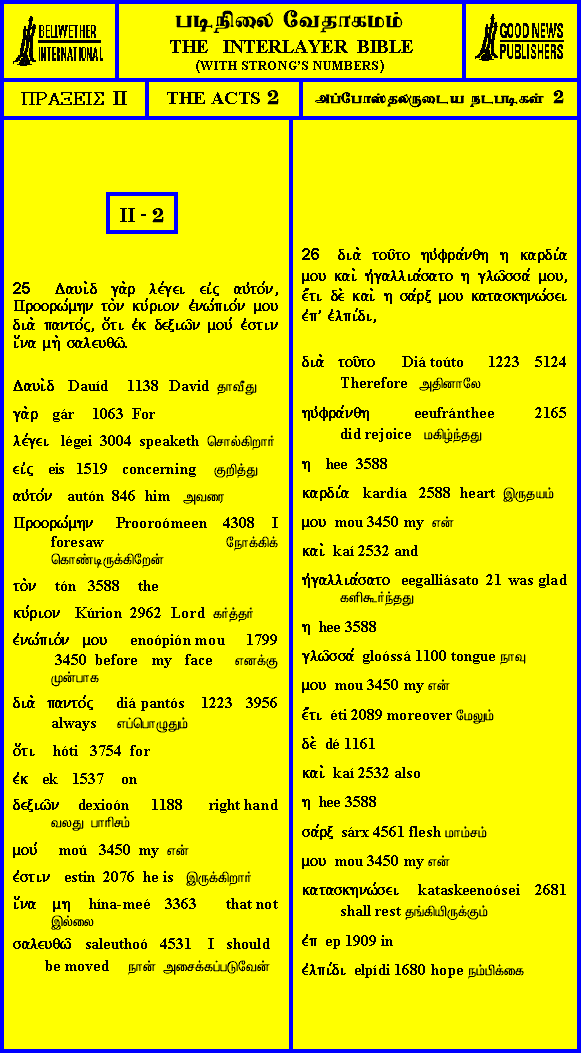 BELLWETHER
INTERNATIONAL
படிநிலை வேதாகமம்
THE INTERLAYER BIBLE
(WITH STRONG'S NUMBERS)
GOOD NEWS
PUBLISHERS
ΠΡΑΞΕΙΣ II
THE ACTS 2
அப்போஸ்தலருடைய நடபடிகள் 2
II - 2
25 Δαυὶδ γὰρ λέγει εἰς αὐτόν,
Προορώμην τὸν κύριον ἐνώπιόν μου
διὰ παντός, ὅτι ἐκ δεξιῶν μού ἐστιν
ἵνα μὴ σαλευθῶ.
Δαυὶδ Dauíd 1138 David தாவீது
γὰρ gár 1063 For
λέγει légei 3004 speaketh சொல்கிறார்
εἰς eis 1519 concerning குறித்து
αὐτόν autón 846 him அவரை
Προορώμην Prooroómeen 4308 I
foresaw நோக்கிக்
கொண்டிருக்கிறேன்
τὸν tón 3588 the
κύριον Kúrion 2962 Lord கர்த்தர்
ἐνώπιόν μου enoópión mou 1799
3450 before my face எனக்கு
முன்பாக
διὰ παντός diá pantós 1223 3956
always எப்பொழுதும்
ὅτι hóti 3754 for
ἐκ ek 1537 on
δεξιῶν dexioón 1188 right hand
வலது பாரிசம்
μού moú 3450 my என்
ἐστιν estin 2076 he is இருக்கிறார்
ἵνα μη hína-meé 3363 that not
இல்லை
σαλευθῶ saleuthoó 4531 I should
be moved நான் அசைக்கப்படுவேன்
26 διὰ τοῦτο ηὐφράνθη η καρδία
μου καὶ ἠγαλλιάσατο η γλῶσσά μου,
ἔτι δὲ καὶ η σάρξ μου κατασκηνώσει
ἐπ' ἐλπίδι,
διὰ τοῦτο Diá toúto 1223 5124
Therefore அதினாலே
ηὐφράνθη eeufránthee 2165
did rejoice மகிழ்ந்தது
η hee 3588
καρδία kardía 2588 heart இருதயம்
μου mou 3450 my என்
καὶ kaí 2532 and
ἠγαλλιάσατο eegalliásato 21 was glad
களிகூர்ந்தது
η hee 3588
γλῶσσά gloóssá 1100 tongue நாவு
μου mou 3450 my என்
ἔτι éti 2089 moreover மேலும்
δὲ dé 1161
καὶ kaí 2532 also
η hee 3588
σάρξ sárx 4561 flesh மாம்சம்
μου mou 3450 my என்
κατασκηνώσει kataskeenoósei 2681
shall rest தங்கியிருக்கும்
ἐπ ep 1909 in
ἐλπίδι elpídi 1680 hope நம்பிக்கை